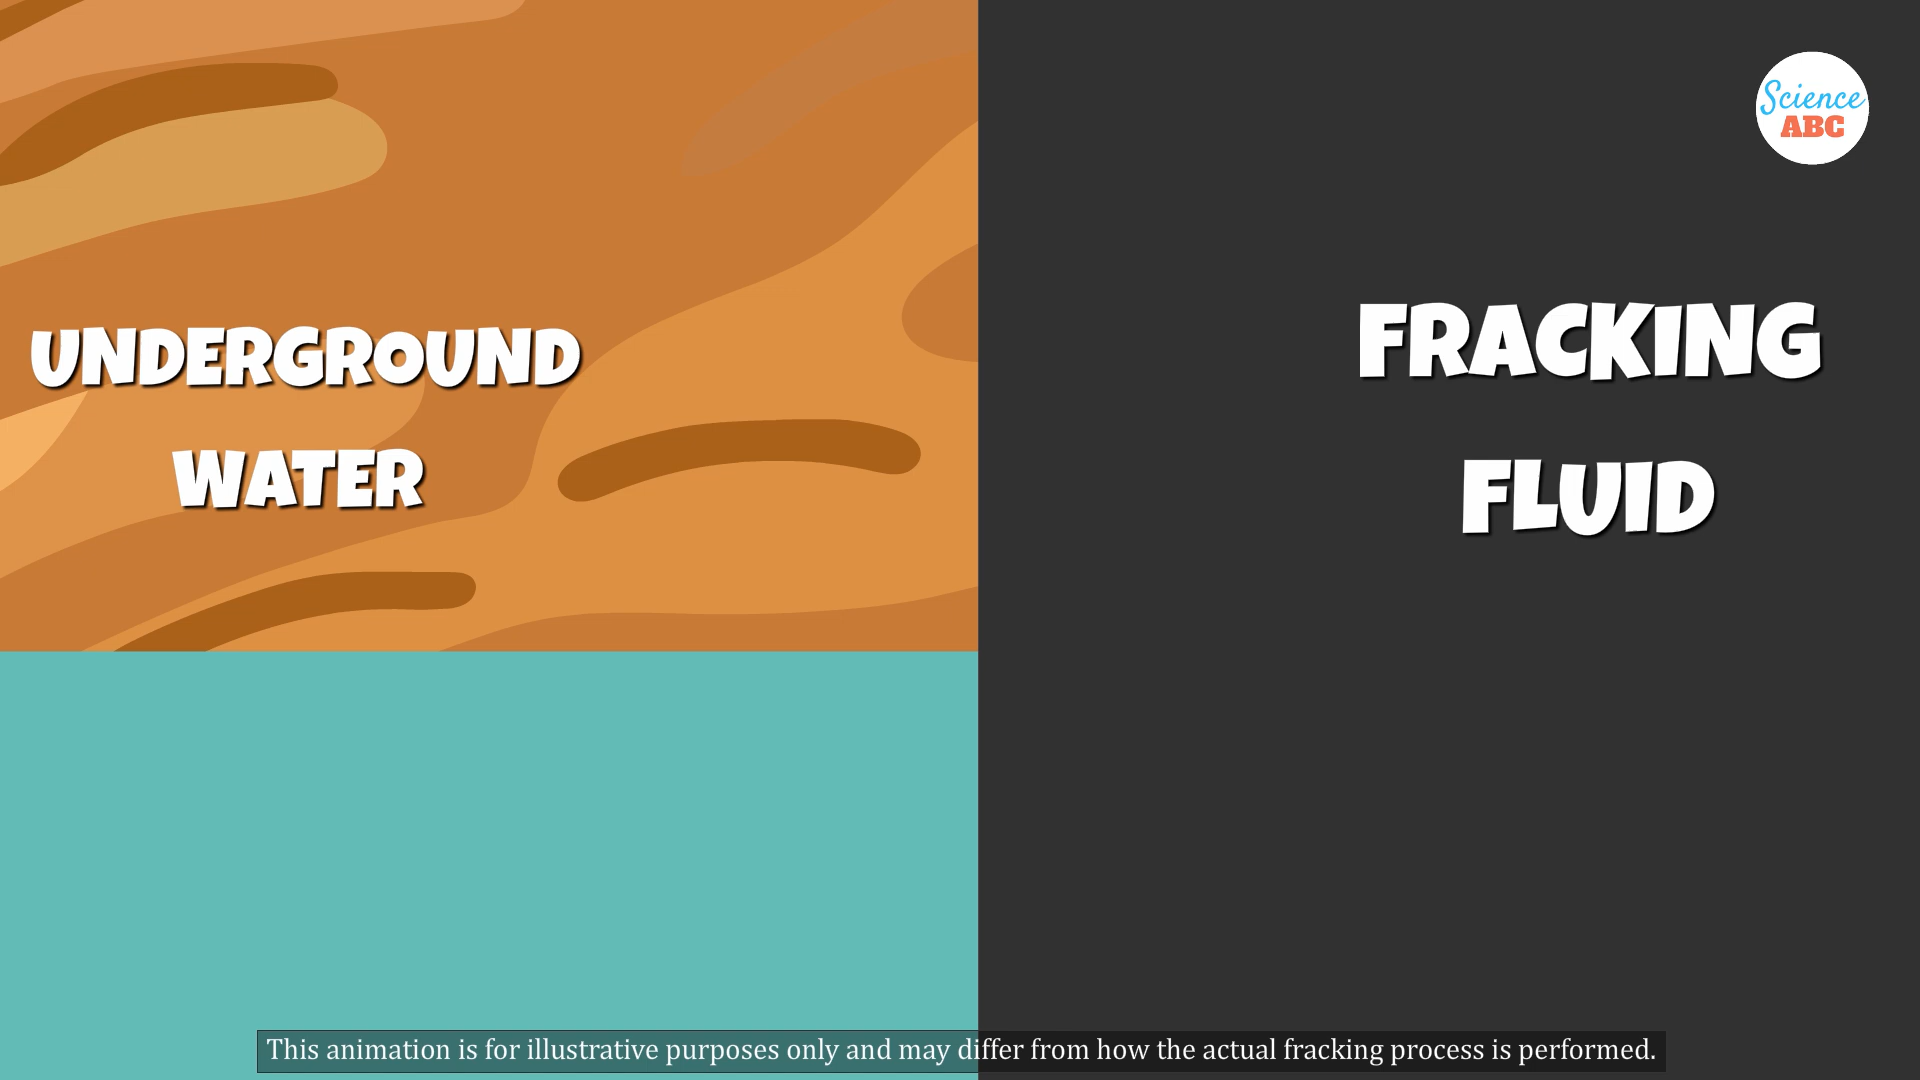 Science
ABC
UNDERGROUND
WATER
FRACKING
FLUID
This animation is for illustrative purposes only and may differ from how the actual fracking process is performed.